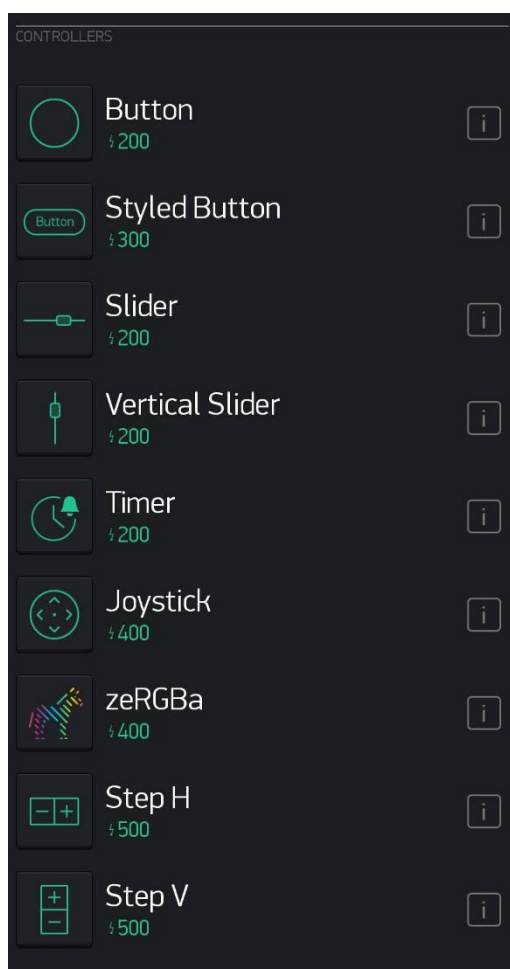 CONTROLLERS
Button
200
Button
Styled Button
300
Slider
200
Vertical Slider
200
Timer
200
Joystick
400
zeRGBa
400
- +
Step H
500
+
-
Step V
500
i
i
i
i
i
i
i
i
i